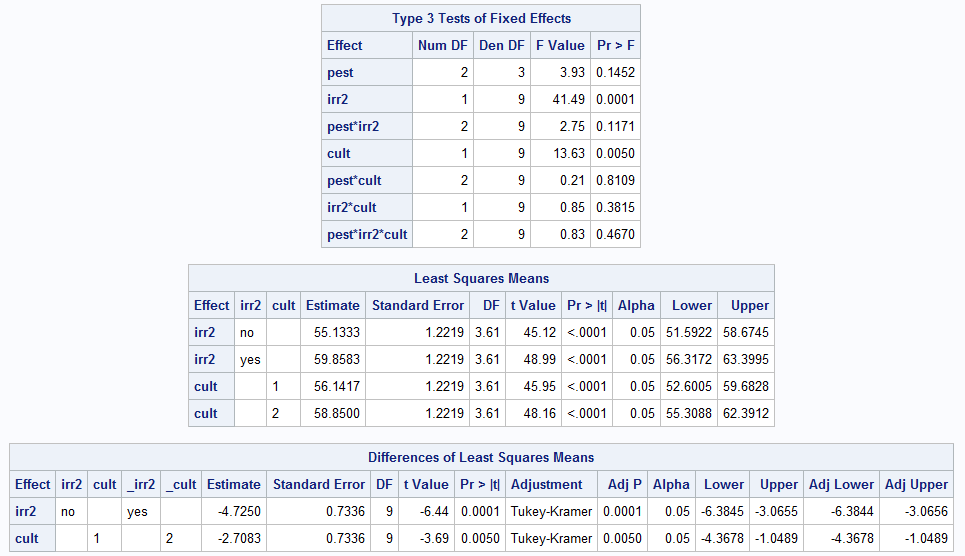 Type 3 Tests of Fixed Effects
Effect Num DF Den DF F Value Pr > F
pest 2 3 3.93 0.1452
irr2 1 9 41.49 0.0001
pest*irr2 2 9 2.75 0.1171
cult 1 9 13.63 0.0050
pest*cult 2 9 0.21 0.8109
irr2*cult 1 9 0.85 0.3815
pest*irr2*cult 2 9 0.83 0.4670
Least Squares Means
Effect irr2 cult Estimate Standard Error DF t Value Pr > |t| Alpha Lower Upper
irr2 no 55.1333 1.2219 3.61 45.12 <.0001 0.05 51.5922 58.6745
irr2 yes 59.8583 1.2219 3.61 48.99 <.0001 0.05 56.3172 63.3995
cult 1 56.1417 1.2219 3.61 45.95 <.0001 0.05 52.6005 59.6828
cult 2 58.8500 1.2219 3.61 48.16 <.0001 0.05 55.3088 62.3912
Differences of Least Squares Means
Effect irr2 cult _irr2 _cult Estimate Standard Error DF t Value Pr > |t| Adjustment Adj P Alpha Lower Upper Adj Lower Adj Upper
irr2 no yes -4.7250 0.7336 9 -6.44 0.0001 Tukey-Kramer 0.0001 0.05 -6.3845 -3.0655 -6.3844 -3.0656
cult 1 2 -2.7083 0.7336 9 -3.69 0.0050 Tukey-Kramer 0.0050 0.05 -4.3678 -1.0489 -4.3678 -1.0489